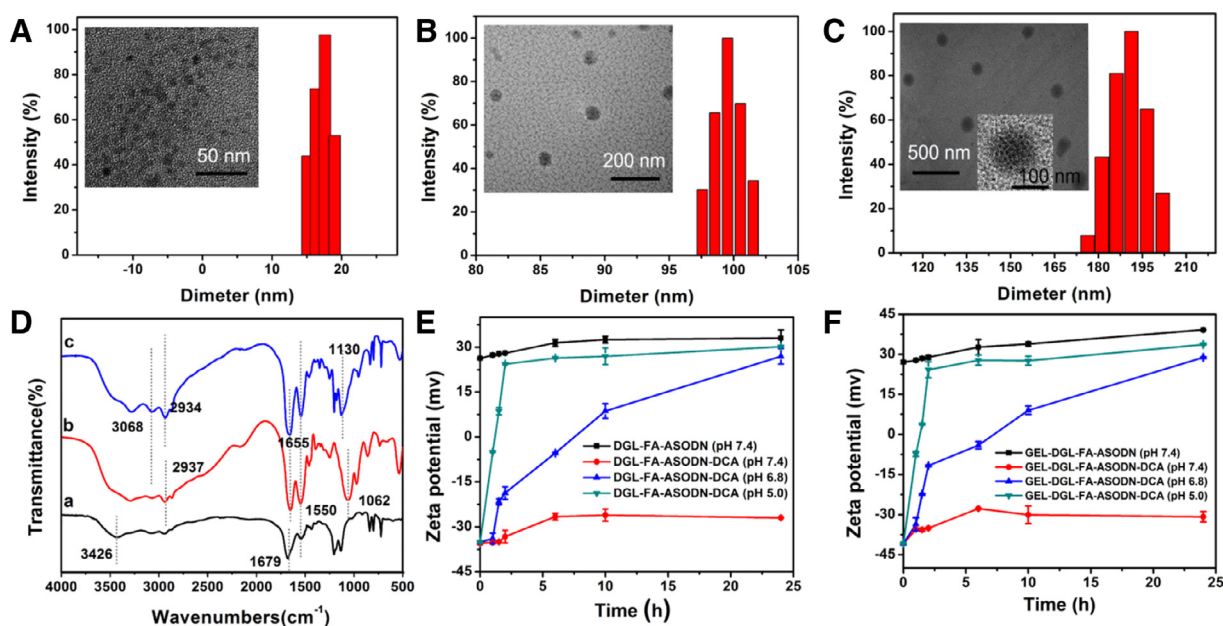 A
Intensity (%)
100
80
60
40
20
0
50 nm
-10
0
10
20
Dimeter (nm)
B
Intensity (%)
100
80
60
40
20
0
200 nm
80
85
90
95
100
105
Dimeter (nm)
C
Intensity (%)
100
80
60
40
20
0
500 nm
100 nm
120
135
150
165
180
195
210
Dimeter (nm)
D
Transmittance(%)
c
3068
2934
1130
b
1655
2937
1550
1062
a
3426
1679
4000
3500
3000
2500
2000
1500
1000
500
Wavenumbers(cm-1
E
Zeta potential (mv)
30
15
0
-15
-30
-45
DGL-FA-ASODN (pH 7.4)
DGL-FA-ASODN-DCA (pH 7.4)
DGL-FA-ASODN-DCA (pH 6.8)
DGL-FA-ASODN-DCA (pH 5.0)
0
5
10
15
20
25
Time (h)
F
Zeta potential (mv)
45
30
15
0
-15
-30
-45
GEL-DGL-FA-ASODN (pH 7.4)
GEL-DGL-FA-ASODN-DCA (pH 7.4)
GEL-DGL-FA-ASODN-DCA (pH 6.8)
GEL-DGL-FA-ASODN-DCA (pH 5.0)
0
5
10
15
20
25
Time (h)